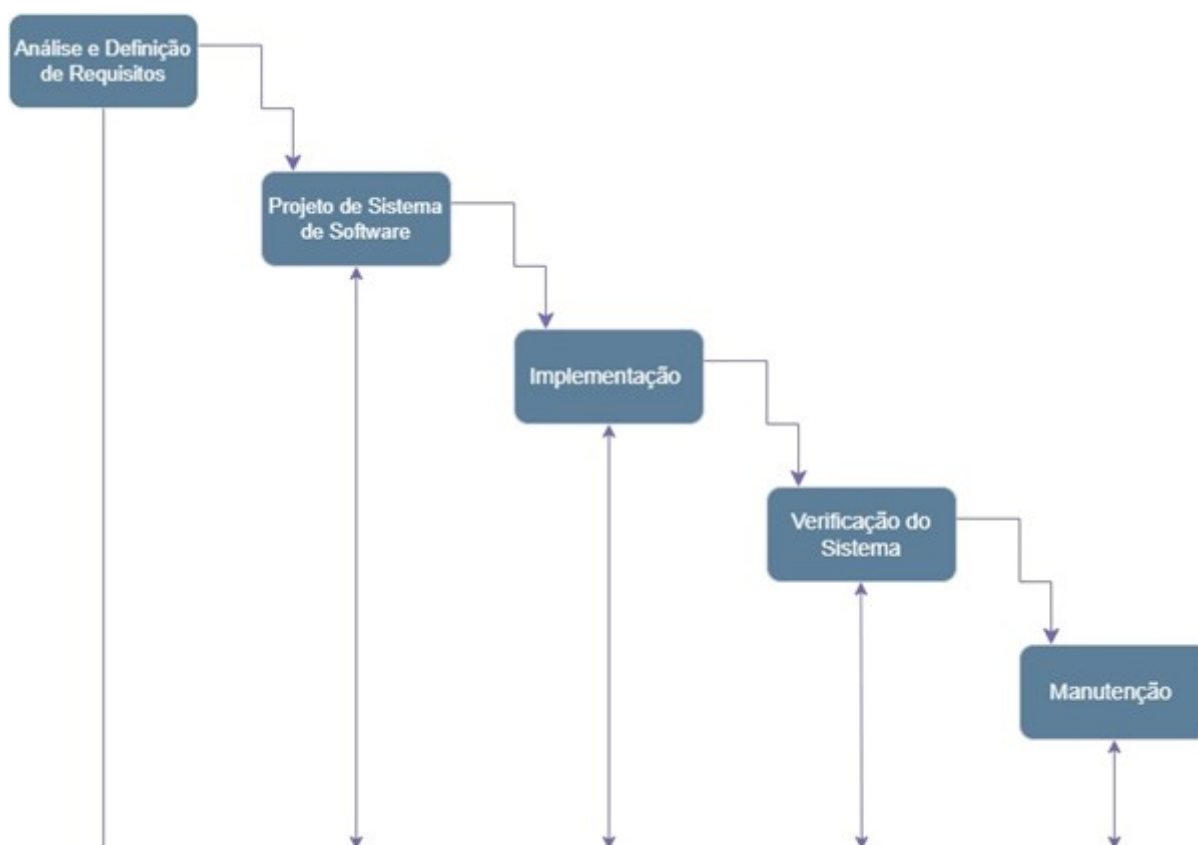 Análise e Definição
de Requisitos
Projeto de Sistema
de Software
Implementação
Verificação do
Sistema
Manutenção